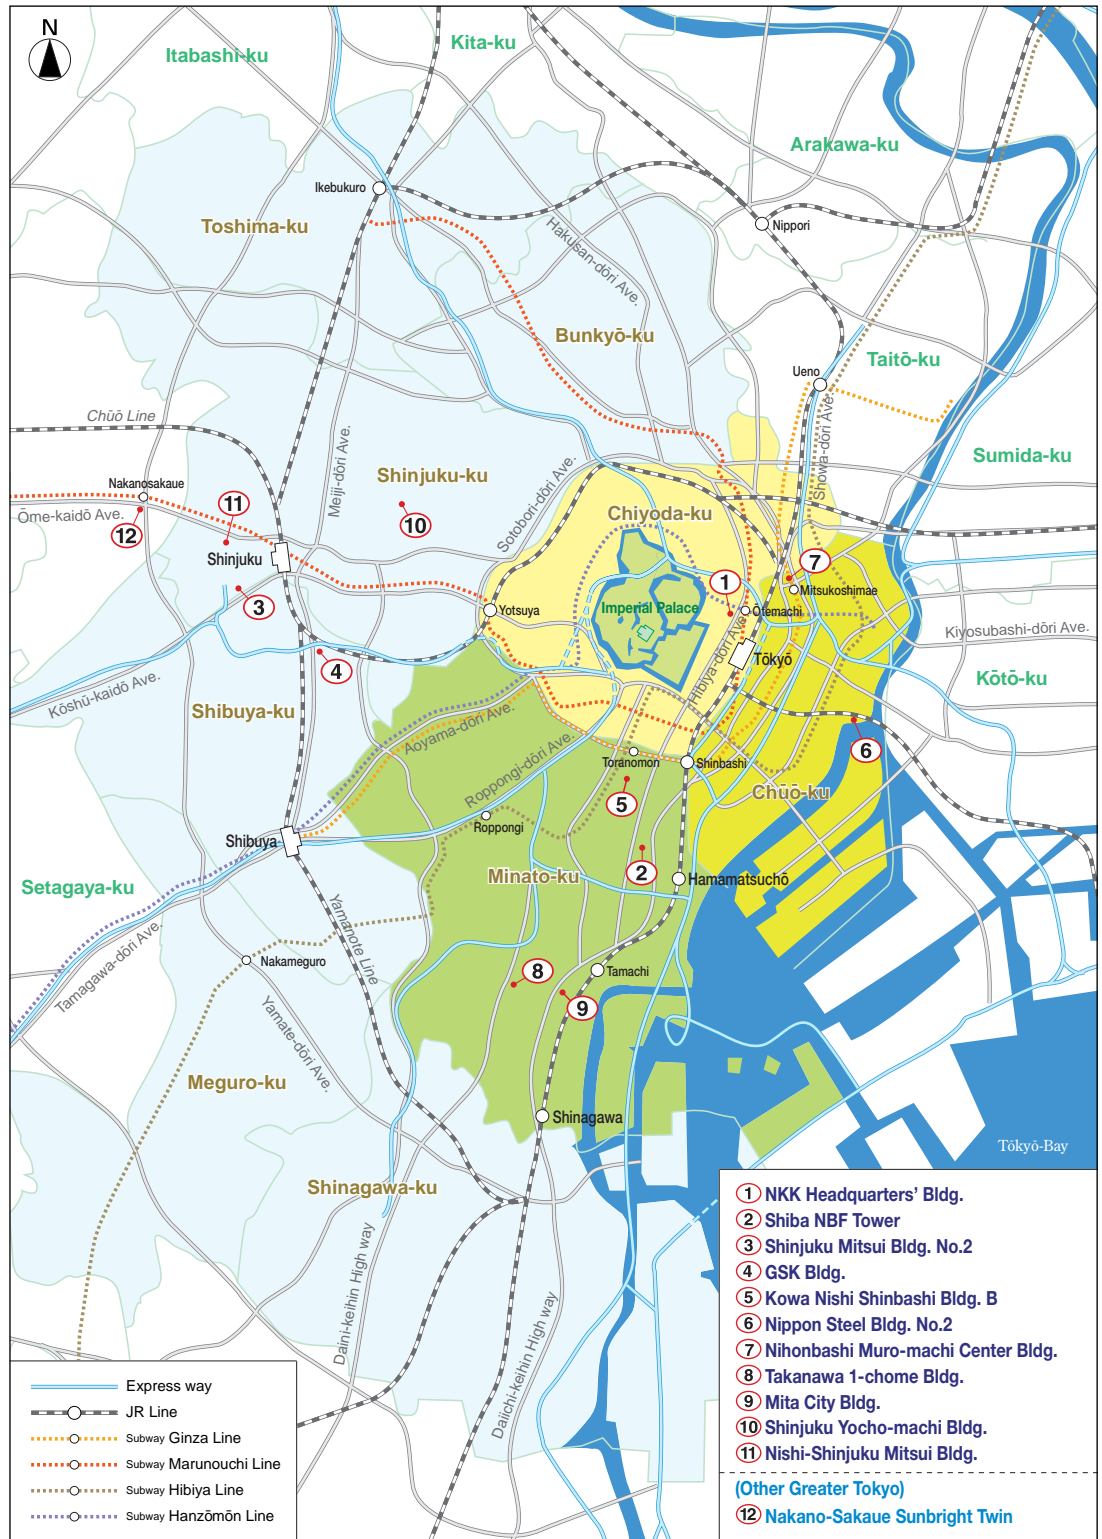 N
Itabashi-ku
Kita-ku
Arakawa-ku
Ikebukuro
Toshima-ku
Nippori
Hakusan-dōri Ave.
Bunkyō-ku
Taitō-ku
Ueno
Chūō Line
Meiji-dōri Ave.
Showa-dōri Ave.
Sumida-ku
Shinjuku-ku
Sotobori-dōri Ave.
Nakanosakaue
Ōme-kaidō Ave.
11
10
12
Chiyoda-ku
Shinjuku
7
Mitsukoshimae
3
1
Yotsuya
Imperial Palace
Ōtemachi
Kiyosubashi-dōri Ave.
Hibiya-dōri Ave.
Tōkyō
4
Kōshū-kaidō Ave.
Kōtō-ku
Shibuya-ku
Aoyama-dōri Ave.
Roppongi-dōri Ave.
6
Toranomon
Shinbashi
5
Chūō-ku
Roppongi
Shibuya
2
Minato-ku
Hamamatsuchō
Setagaya-ku
Yamanote Line
Tamagawa-dōri Ave.
Nakameguro
8
Tamachi
9
Yamate-dōri Ave.
Meguro-ku
Shinagawa
Tōkyō-Bay
Shinagawa-ku
Daini-keihin High way
Daiichi-keihin High way
1 NKK Headquarters' Bldg.
2 Shiba NBF Tower
3 Shinjuku Mitsui Bldg. No.2
4 GSK Bldg.
5 Kowa Nishi Shinbashi Bldg. B
6 Nippon Steel Bldg. No.2
7 Nihonbashi Muro-machi Center Bldg.
8 Takanawa 1-chome Bldg.
9 Mita City Bldg.
10 Shinjuku Yocho-machi Bldg.
11 Nishi-Shinjuku Mitsui Bldg.
(Other Greater Tokyo)
12 Nakano-Sakaue Sunbright Twin
Express way
JR Line
Subway Ginza Line
Subway Marunouchi Line
Subway Hibiya Line
Subway Hanzōmōn Line